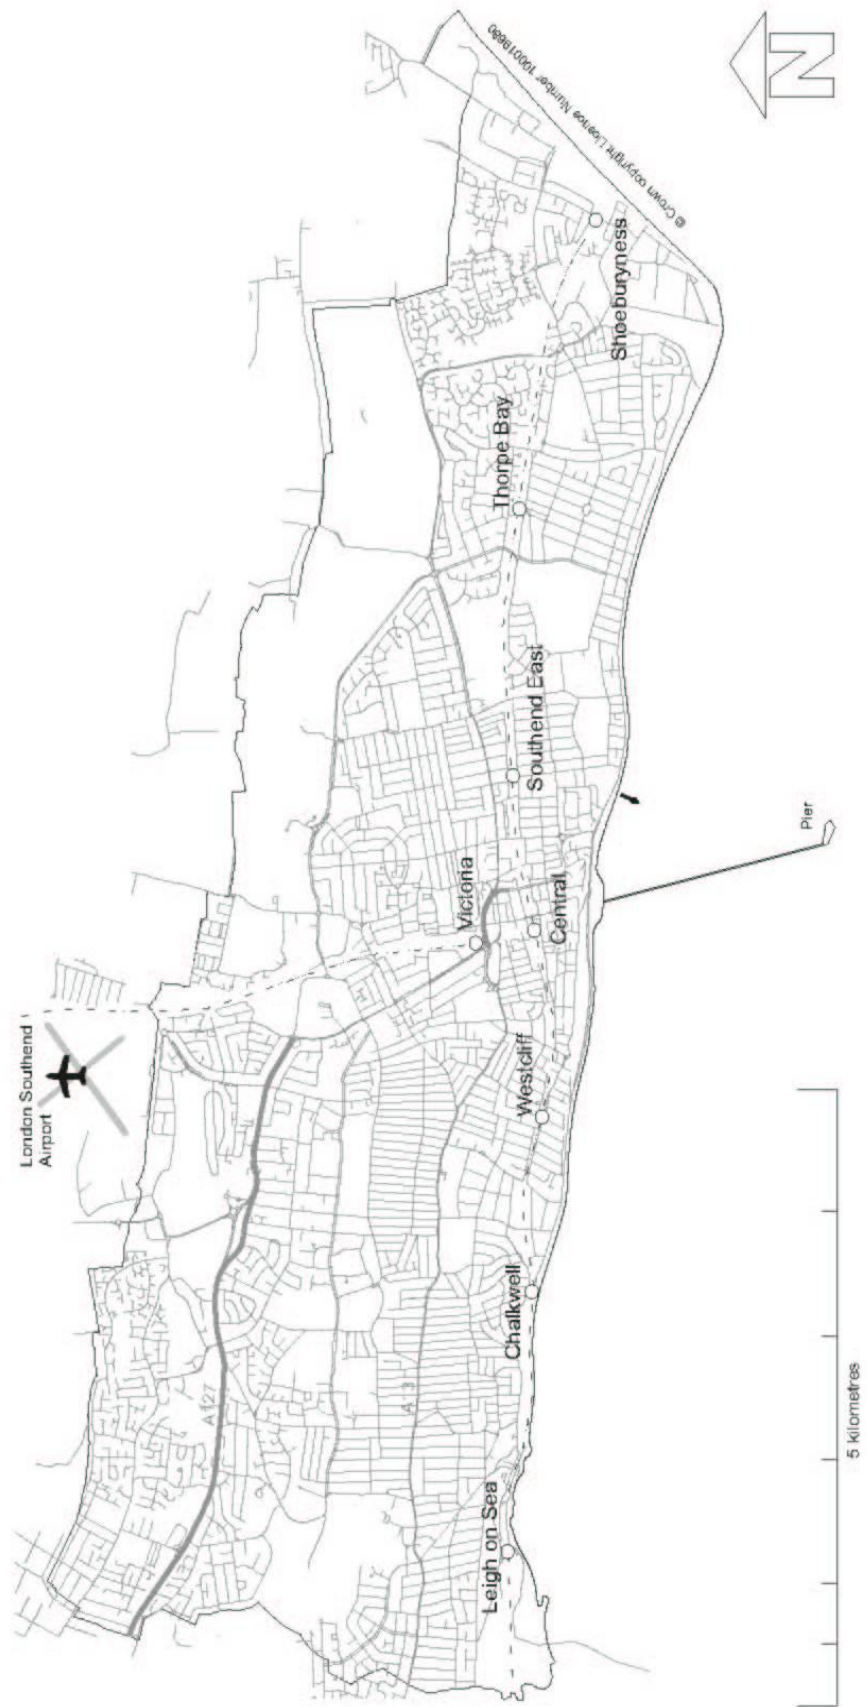 London Southend
Airport
A127
A13
Leigh on Sea
Chalkwell
Westcliff
Victoria
Central
Southend East
Thorpe Bay
Shoeburyness
Pier
N
© Crown copyright Licence Number 100019680
5 kilometres